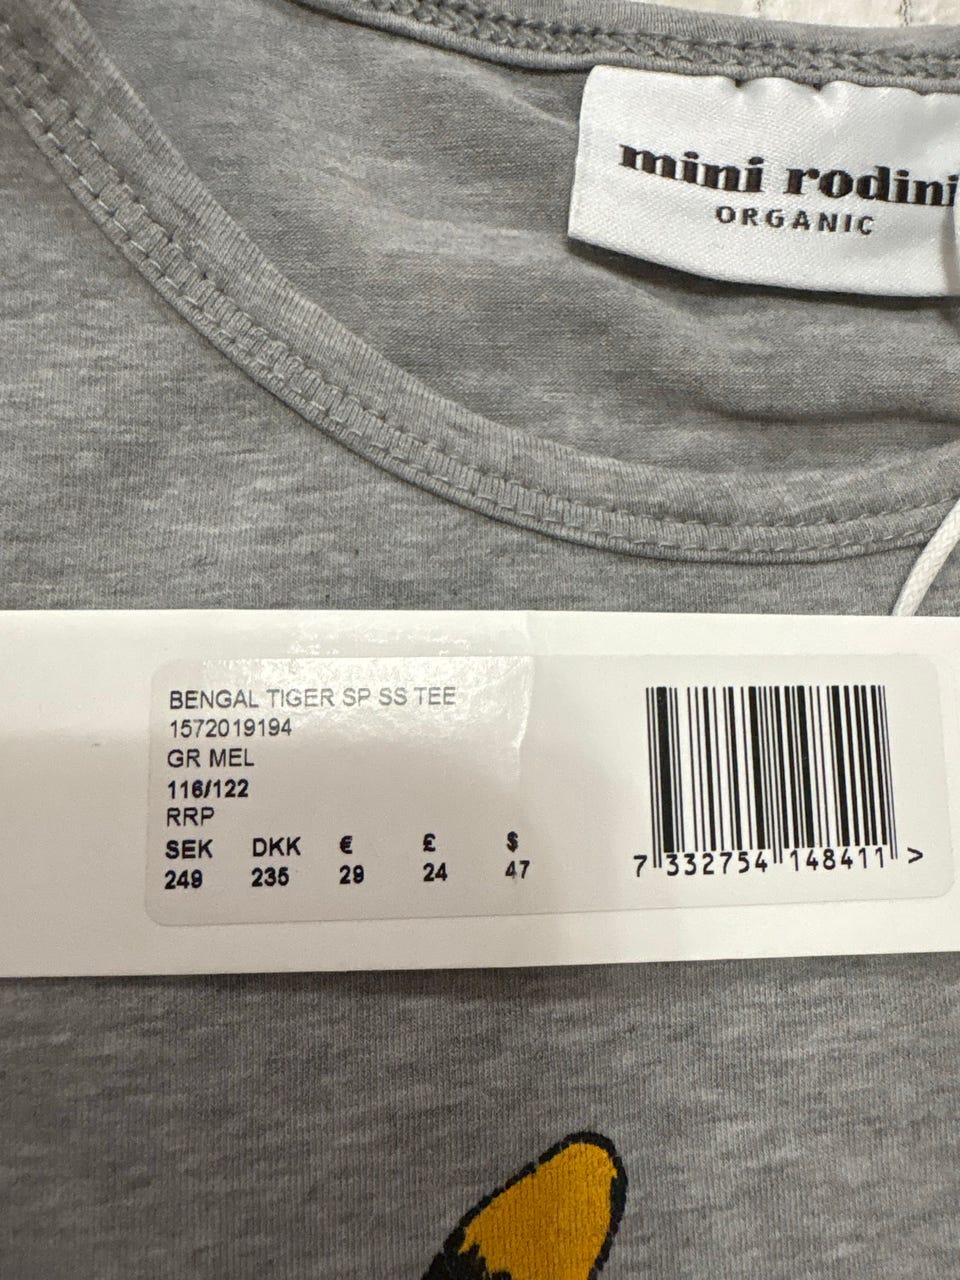 mini rodini
ORGANIC
BENGAL TIGER SP SS TEE
1572019194
GR MEL
116/122
RRP
SEK DKK € £ $
249 235 29 24 47
7 332754 148411 >